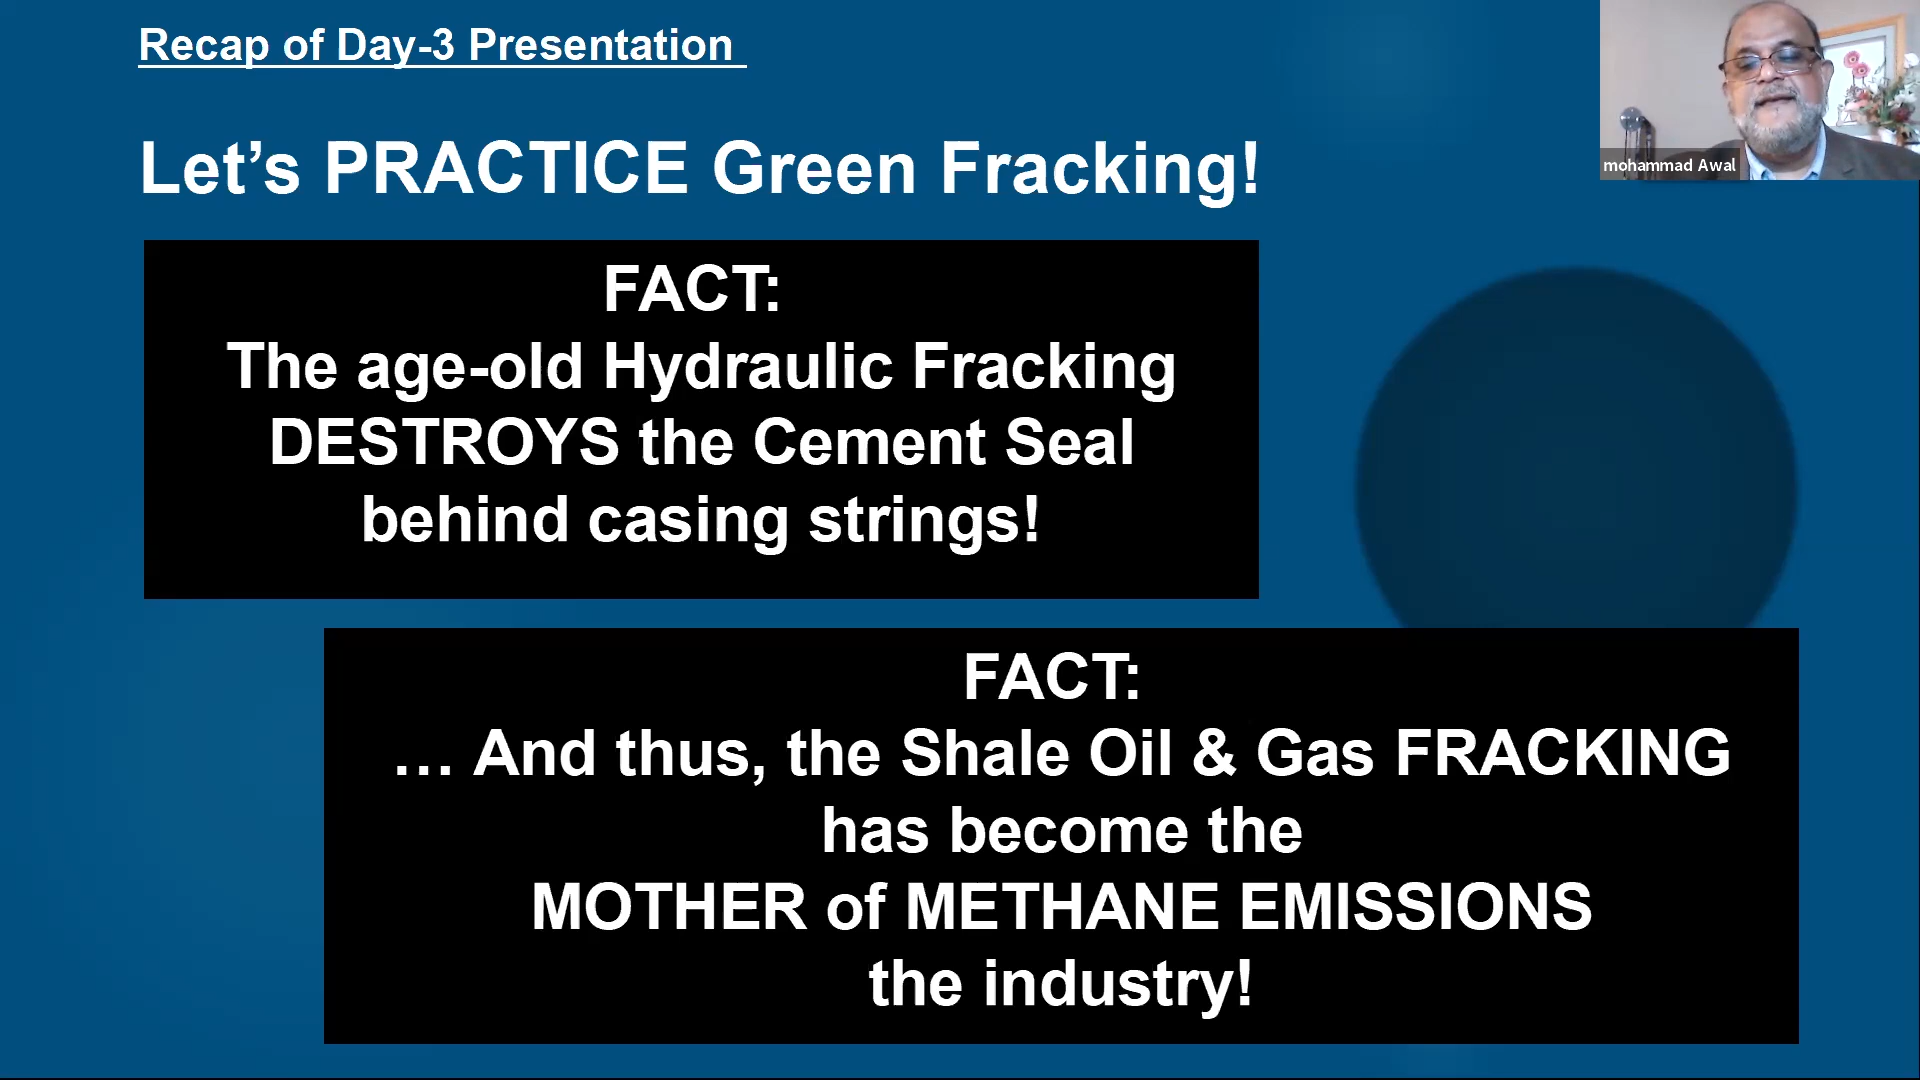 Recap of Day-3 Presentation
Let’s PRACTICE Green Fracking!
mohammad Awal
FACT:
The age-old Hydraulic Fracking
DESTROYS the Cement Seal
behind casing strings!
FACT:
… And thus, the Shale Oil & Gas FRACKING
has become the
MOTHER of METHANE EMISSIONS
the industry!